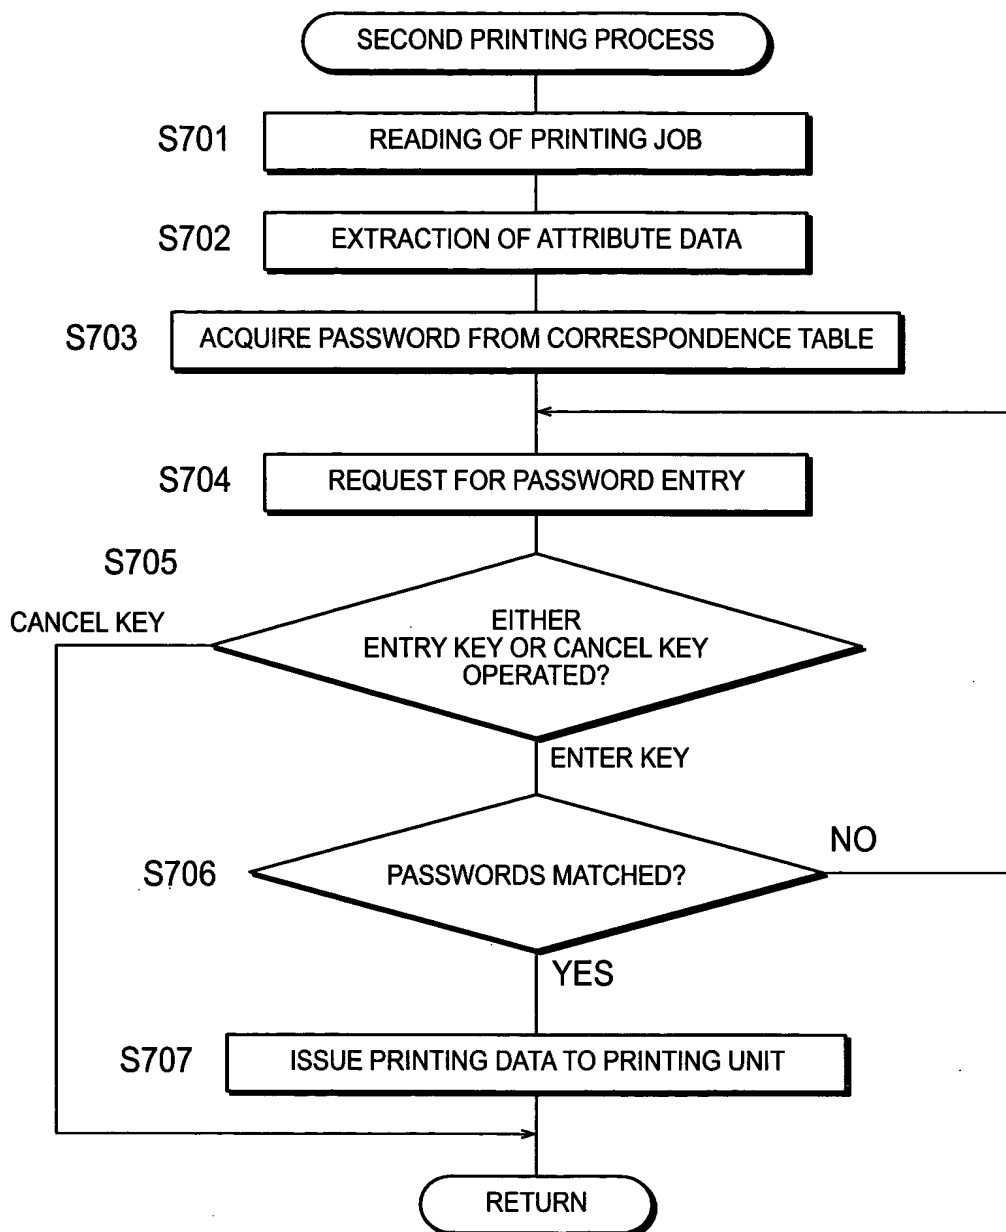 SECOND PRINTING PROCESS
S701
READING OF PRINTING JOB
S702
EXTRACTION OF ATTRIBUTE DATA
S703
ACQUIRE PASSWORD FROM CORRESPONDENCE TABLE
S704
REQUEST FOR PASSWORD ENTRY
S705
CANCEL KEY
EITHER
ENTRY KEY OR CANCEL KEY
OPERATED?
ENTER KEY
S706
PASSWORDS MATCHED?
NO
YES
S707
ISSUE PRINTING DATA TO PRINTING UNIT
RETURN